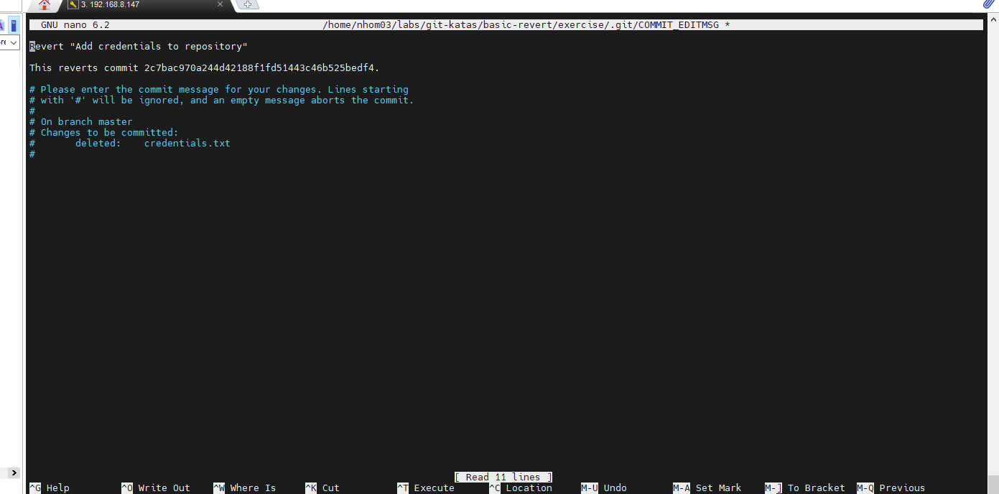 3. 192.168.8.147
GNU nano 6.2 /home/nhom03/labs/git-katas/basic-revert/exercise/.git/COMMIT_EDITMSG *
Revert "Add credentials to repository"
This reverts commit 2c7bac970a244d42188f1fd51443c46b525bedf4.
# Please enter the commit message for your changes. Lines starting
# with '#' will be ignored, and an empty message aborts the commit.
#
# On branch master
# Changes to be committed:
#       deleted:    credentials.txt
#
[ Read 11 lines ]
^G Help ^O Write Out ^W Where Is ^K Cut ^T Execute ^C Location M-U Undo M-A Set Mark M-] To Bracket M-Q Previous